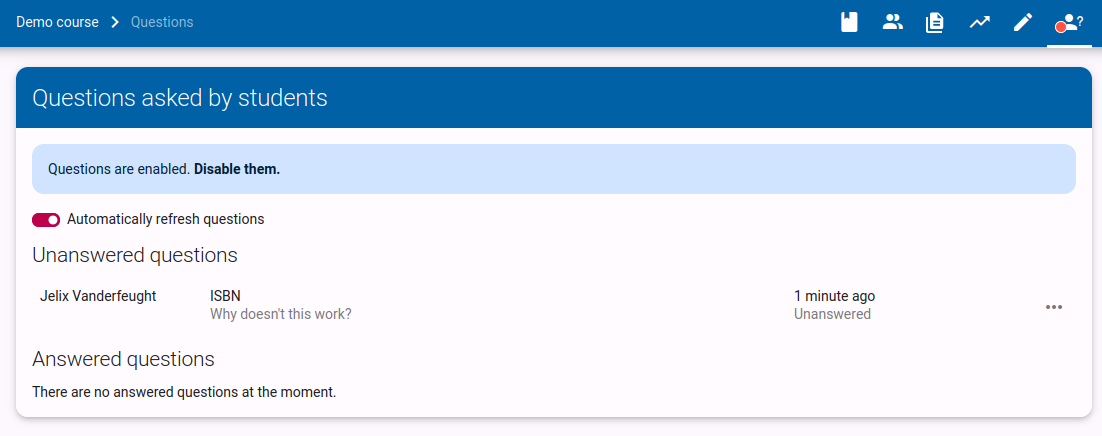 Demo course > Questions
Questions asked by students
Questions are enabled. Disable them.
Automatically refresh questions
Unanswered questions
Jelix Vanderfeught ISBN 1 minute ago
Why doesn't this work? Unanswered
Answered questions
There are no answered questions at the moment.